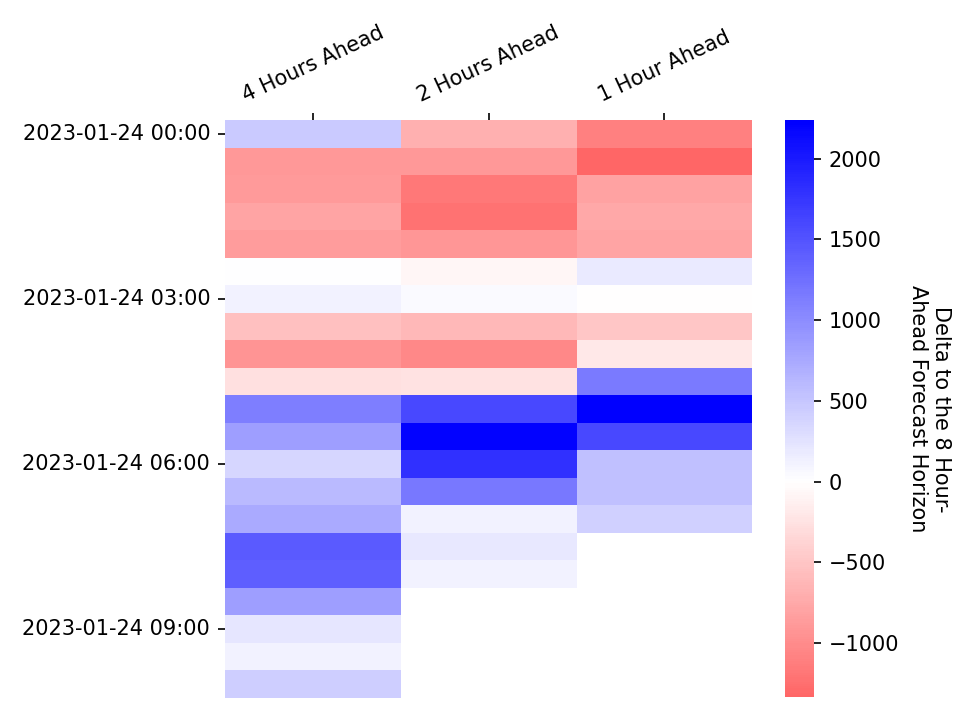 4 Hours Ahead
2 Hours Ahead
1 Hour Ahead
2023-01-24 00:00
2023-01-24 03:00
2023-01-24 06:00
2023-01-24 09:00
2000
1500
1000
500
0
−500
−1000
Delta to the 8 Hour-
Ahead Forecast Horizon